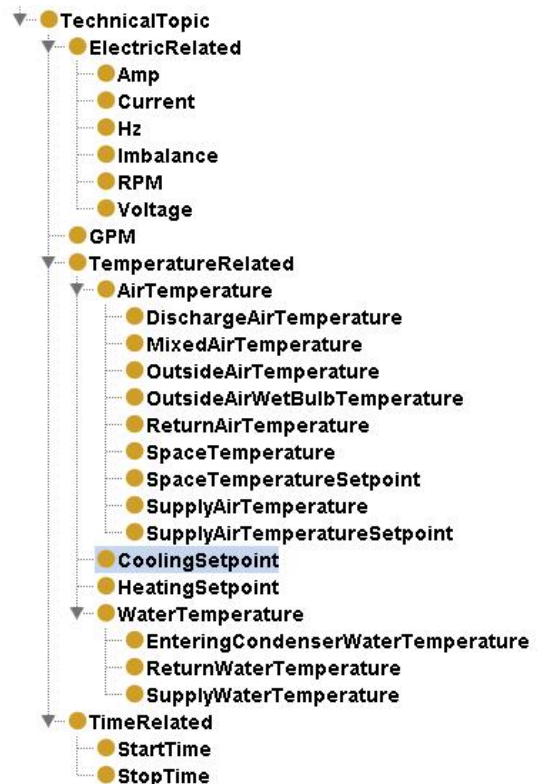 TechnicalTopic
ElectricRelated
Amp
Current
Hz
Imbalance
RPM
Voltage
GPM
TemperatureRelated
AirTemperature
DischargeAirTemperature
MixedAirTemperature
OutsideAirTemperature
OutsideAirWetBulbTemperature
ReturnAirTemperature
SpaceTemperature
SpaceTemperatureSetpoint
SupplyAirTemperature
SupplyAirTemperatureSetpoint
CoolingSetpoint
HeatingSetpoint
WaterTemperature
EnteringCondenserWaterTemperature
ReturnWaterTemperature
SupplyWaterTemperature
TimeRelated
StartTime
StopTime